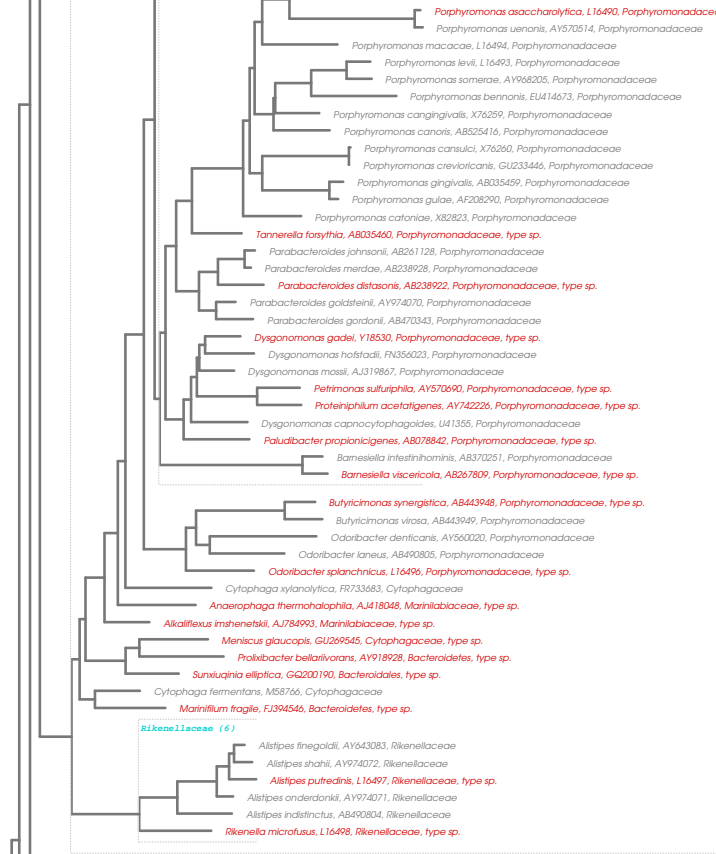 Porphyromonas asaccharolytica, L16490, Porphyromonadace
Porphyromonas uenonis, AY570514, Porphyromonadaceae
Porphyromonas macacae, L16494, Porphyromonadaceae
Porphyromonas levii, L16493, Porphyromonadaceae
Porphyromonas somerae, AY968205, Porphyromonadaceae
Porphyromonas bennonis, EU414673, Porphyromonadaceae
Porphyromonas cangingivalis, X76259, Porphyromonadaceae
Porphyromonas canoris, AB525416, Porphyromonadaceae
Porphyromonas cansulci, X76260, Porphyromonadaceae
Porphyromonas crevioricanis, GU233446, Porphyromonadaceae
Porphyromonas gingivalis, AB035459, Porphyromonadaceae
Porphyromonas gulae, AF208290, Porphyromonadaceae
Porphyromonas catoniae, X82823, Porphyromonadaceae
Tannerella forsythia, AB035460, Porphyromonadaceae, type sp.
Parabacteroides johnsonii, AB261128, Porphyromonadaceae
Parabacteroides merdae, AB238928, Porphyromonadaceae
Parabacteroides distasonis, AB238922, Porphyromonadaceae, type sp.
Parabacteroides goldsteinii, AY974070, Porphyromonadaceae
Parabacteroides gordonii, AB470343, Porphyromonadaceae
Dysgonomonas gadei, Y18530, Porphyromonadaceae, type sp.
Dysgonomonas hofstadii, FN356023, Porphyromonadaceae
Dysgonomonas mossii, AJ319867, Porphyromonadaceae
Petrimonas sulfuriphila, AY570690, Porphyromonadaceae, type sp.
Proteiniphilum acetatigenes, AY742226, Porphyromonadaceae, type sp.
Dysgonomonas capnocytophagoides, U41355, Porphyromonadaceae
Paludibacter propionicigenes, AB078842, Porphyromonadaceae, type sp.
Barnesiella intestinihominis, AB370251, Porphyromonadaceae
Barnesiella viscericola, AB267809, Porphyromonadaceae, type sp.
Butyricimonas synergistica, AB443948, Porphyromonadaceae, type sp.
Butyricimonas virosa, AB443949, Porphyromonadaceae
Odoribacter denticanis, AY560020, Porphyromonadaceae
Odoribacter laneus, AB490805, Porphyromonadaceae
Odoribacter splanchnicus, L16496, Porphyromonadaceae, type sp.
Cytophaga xylanolytica, FR733683, Cytophagaceae
Anaerophaga thermohalophila, AJ418048, Marinilabiaceae, type sp.
Alkaliflexus imshenetskii, AJ784993, Marinilabiaceae, type sp.
Meniscus glaucopis, GU269545, Cytophagaceae, type sp.
Prolixibacter bellariivorans, AY918928, Bacteroidetes, type sp.
Sunxiuqinia elliptica, GQ200190, Bacteroidales, type sp.
Cytophaga fermentans, M58766, Cytophagaceae
Marinifilum fragile, FJ394546, Bacteroidetes, type sp.
Rikenellaceae (6)
Alistipes finegoldii, AY643083, Rikenellaceae
Alistipes shahii, AY974072, Rikenellaceae
Alistipes putredinis, L16497, Rikenellaceae, type sp.
Alistipes onderdonkii, AY974071, Rikenellaceae
Alistipes indistinctus, AB490804, Rikenellaceae
Rikenella microfusus, L16498, Rikenellaceae, type sp.